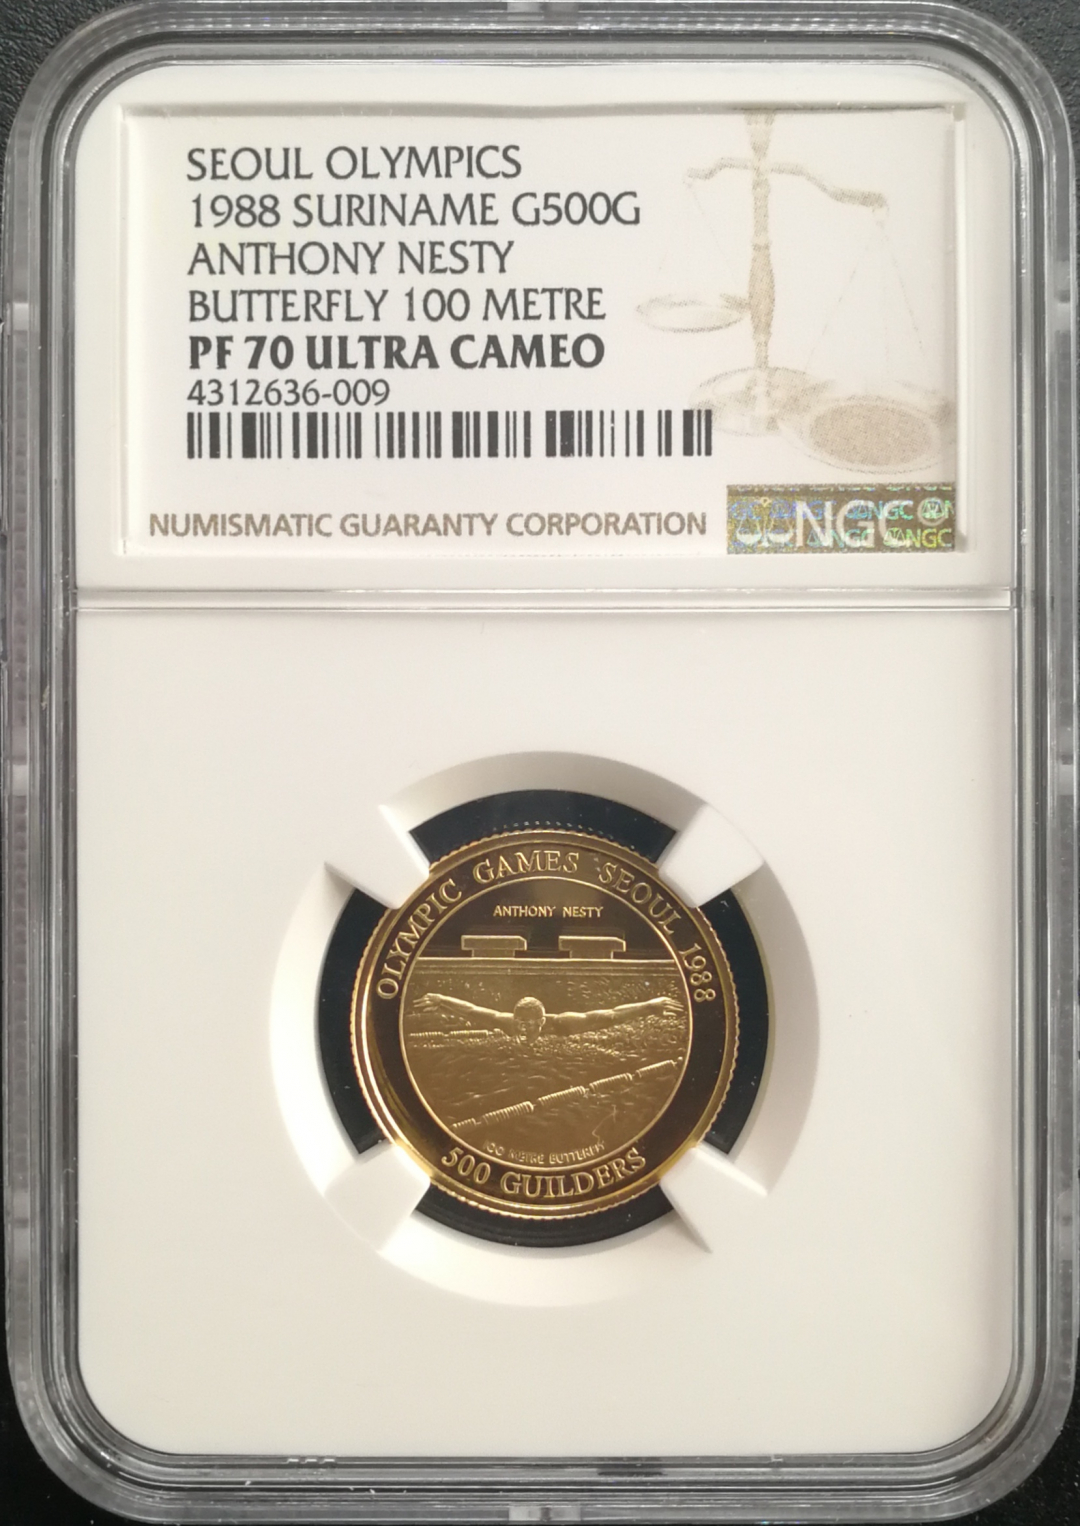 SEOUL OLYMPICS
1988 SURINAME G500G
ANTHONY NESTY
BUTTERFLY 100 METRE
PF 70 ULTRA CAMEO
4312636-009
NUMISMATIC GUARANTY CORPORATION
NGC®
OLYMPIC GAMES SEOUL 1988
ANTHONY NESTY
100 METRE BUTTERFLY
500 GUILDERS